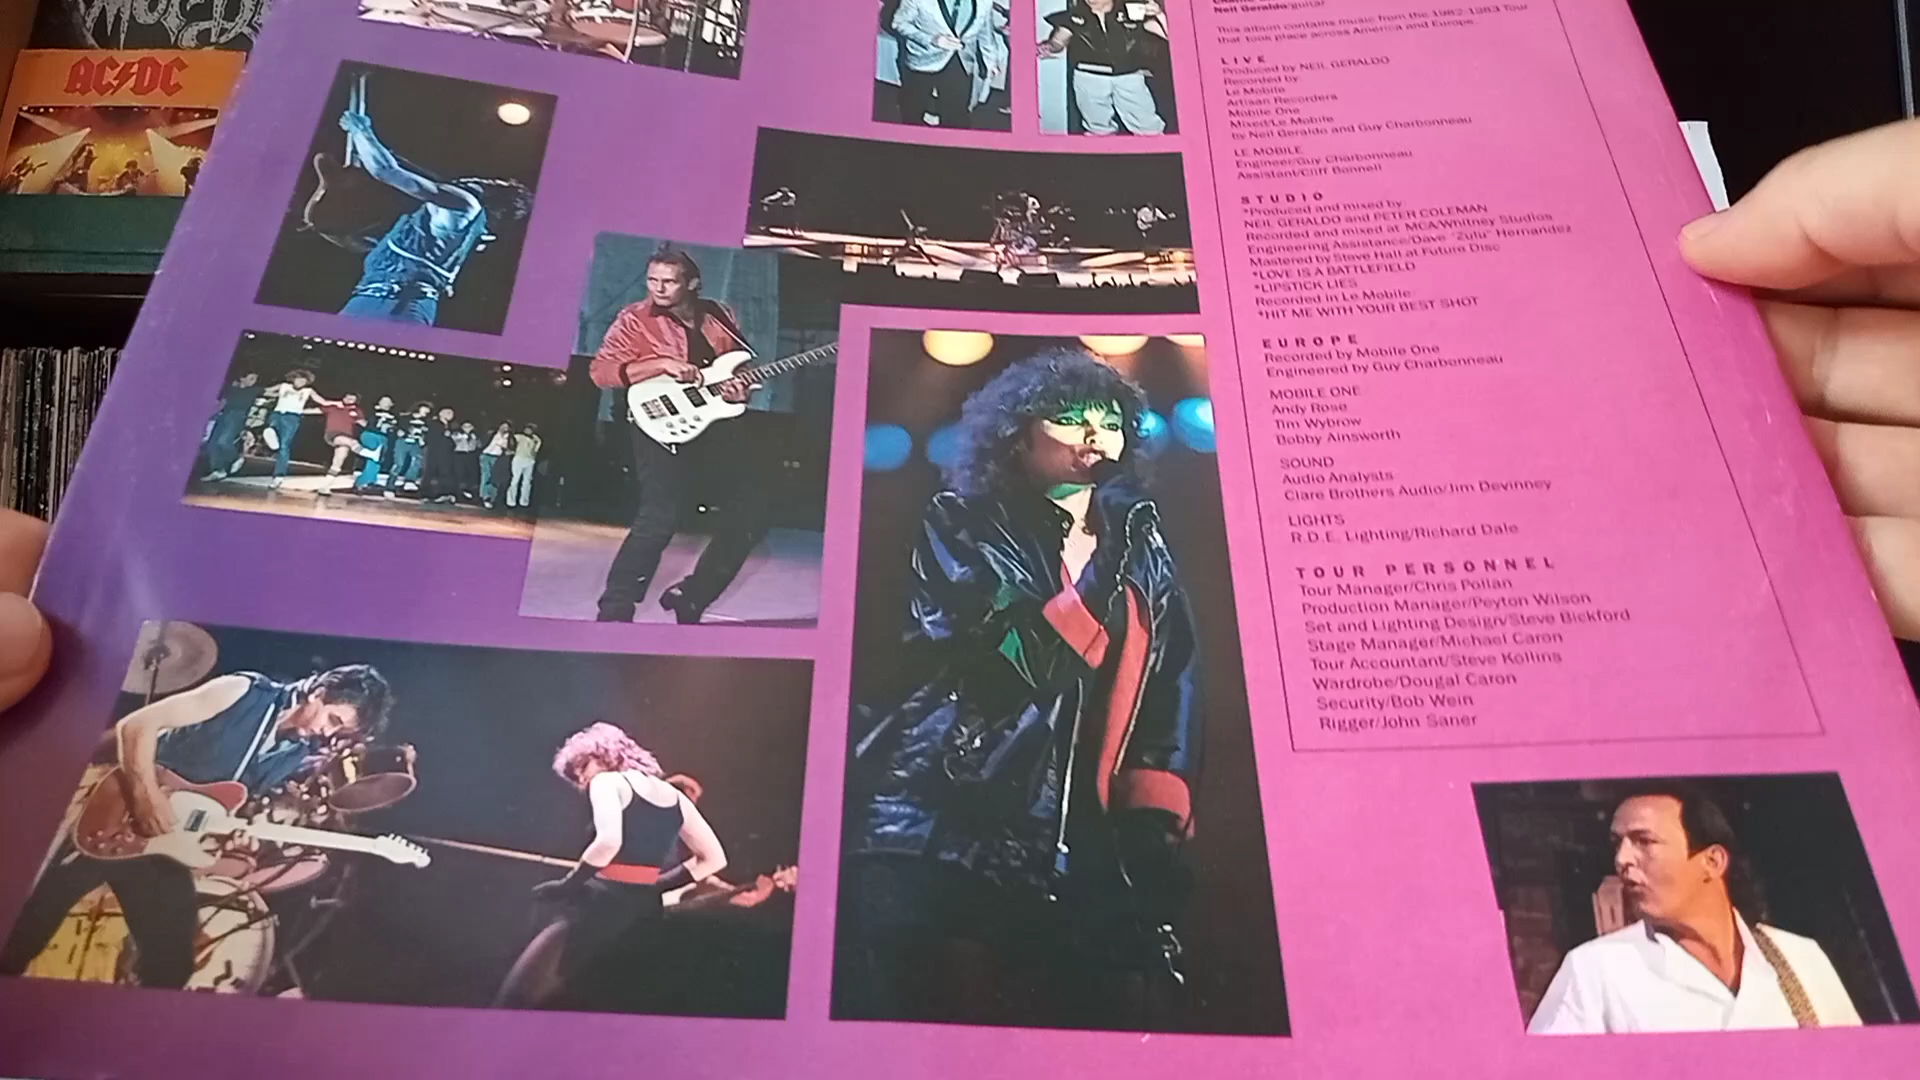 AC/DC
Neil Geraldo/guitar
This album contains music from the 1982-1983 Tour
that took place across America and Europe.
LIVE
Produced by NEIL GERALDO
Recorded by:
Le Mobile
Artisan Recorders
Mobile One
Mixed/Le Mobile
by Neil Geraldo and Guy Charbonneau
LE MOBILE
Engineer/Guy Charbonneau
Assistant/Cliff Bonnell
STUDIO
*Produced and mixed by
NEIL GERALDO and PETER COLEMAN
Recorded and mixed at MCA/Whitney Studios
Engineering Assistance/Dave "Zulu" Hernandez
Mastered by Steve Hall at Future Disc
*LOVE IS A BATTLEFIELD
*LIPSTICK LIES
Recorded in Le Mobile:
*HIT ME WITH YOUR BEST SHOT
EUROPE
Recorded by Mobile One
Engineered by Guy Charbonneau
MOBILE ONE
Andy Rose
Tim Wybrow
Bobby Ainsworth
SOUND
Audio Analysts
Clare Brothers Audio/Jim Devinney
LIGHTS
R.D.E. Lighting/Richard Dale
TOUR PERSONNEL
Tour Manager/Chris Pollan
Production Manager/Peyton Wilson
Set and Lighting Design/Steve Bickford
Stage Manager/Michael Caron
Tour Accountant/Steve Kollins
Wardrobe/Dougal Caron
Security/Bob Wein
Rigger/John Saner